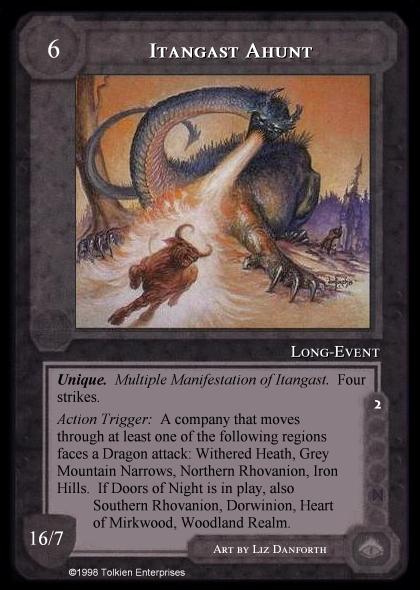 6
Itangast Ahunt
Long-Event
Unique. Multiple Manifestation of Itangast. Four
strikes.
2
Action Trigger: A company that moves
through at least one of the following regions
faces a Dragon attack: Withered Heath, Grey
Mountain Narrows, Northern Rhovanion, Iron
Hills. If Doors of Night is in play, also
Southern Rhovanion, Dorwinion, Heart
of Mirkwood, Woodland Realm.
16/7
Art by Liz Danforth
©1998 Tolkien Enterprises